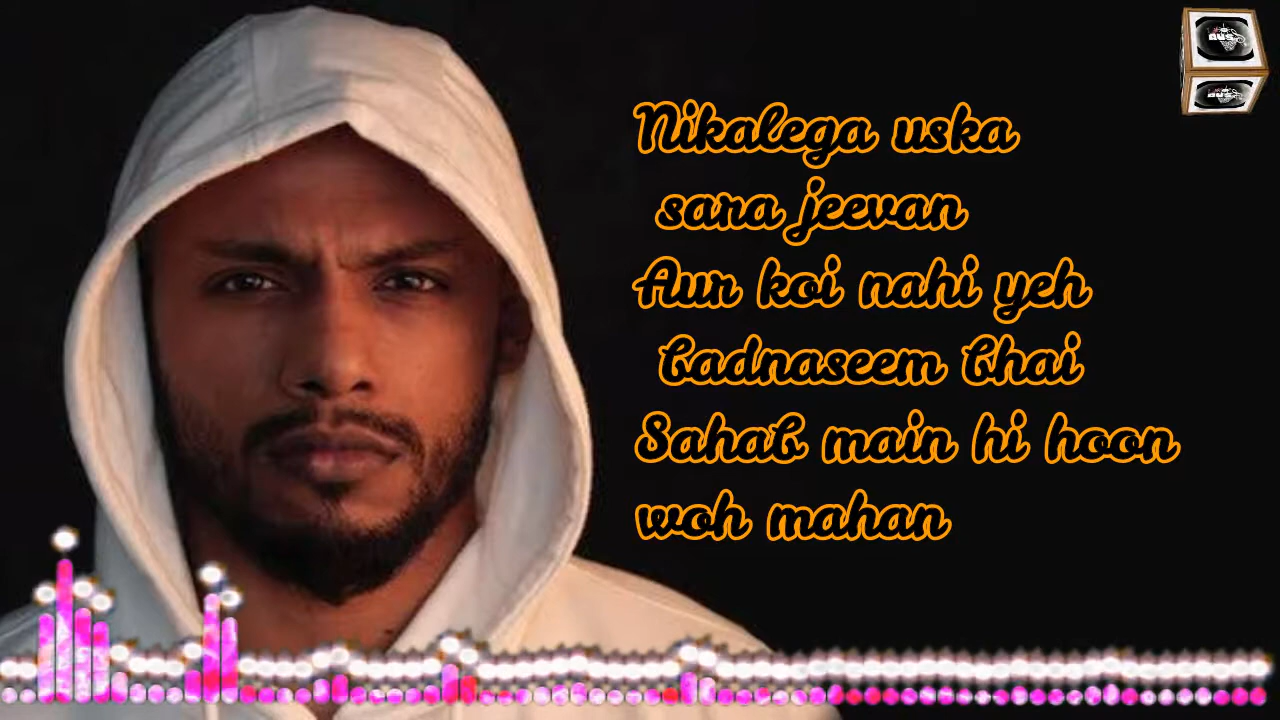 Nikalega uska
sara jeevan
Aur koi nahi yeh
badnaseem bhai
Sahab main hi hoon
woh mahan